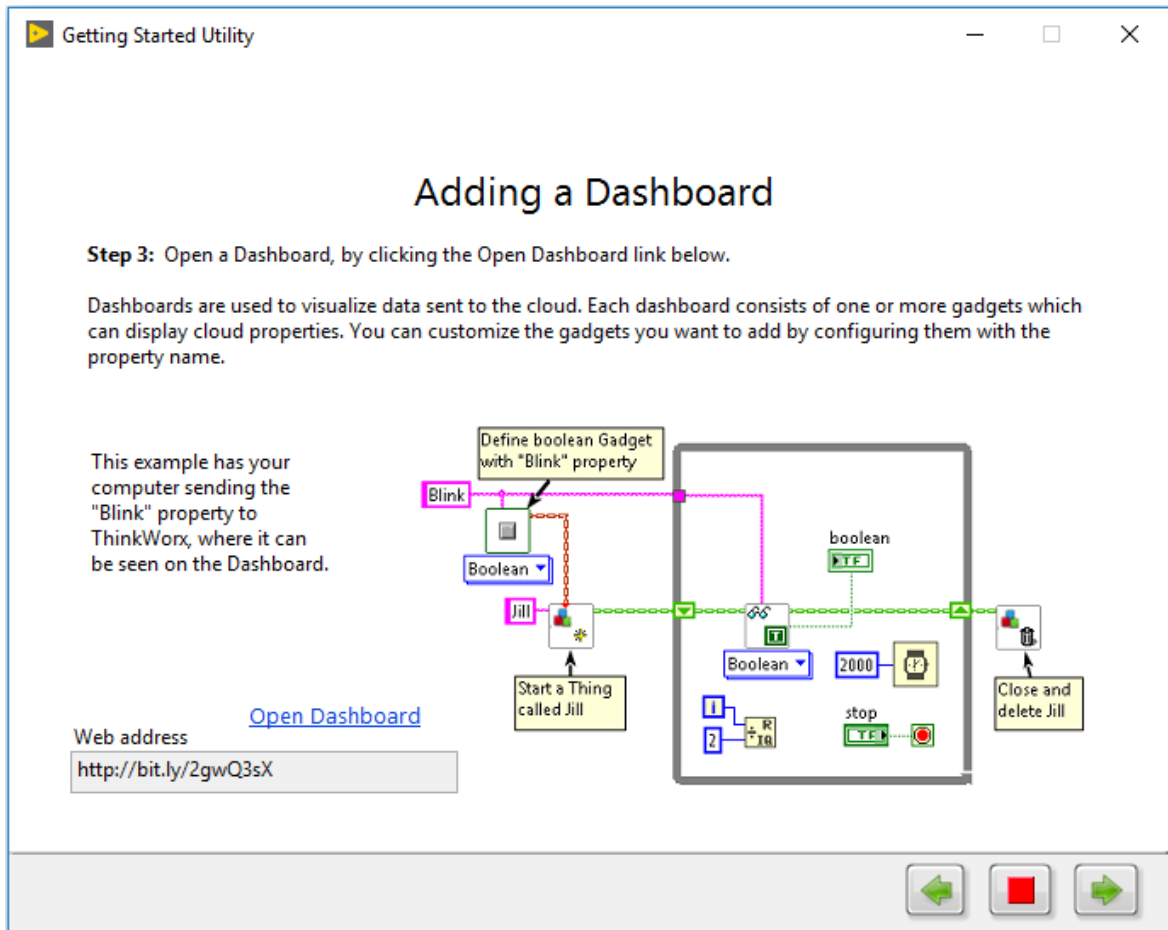 Getting Started Utility
Adding a Dashboard
Step 3: Open a Dashboard, by clicking the Open Dashboard link below.
Dashboards are used to visualize data sent to the cloud. Each dashboard consists of one or more gadgets which
can display cloud properties. You can customize the gadgets you want to add by configuring them with the
property name.
This example has your
computer sending the
"Blink" property to
ThinkWorx, where it can
be seen on the Dashboard.
Define boolean Gadget
with "Blink" property
Blink
Boolean
Jill
Start a Thing
called Jill
boolean
TF
T
Boolean
2000
i
2
R
IQ
stop
TF
Close and
delete Jill
Open Dashboard
Web address
http://bit.ly/2gwQ3sX